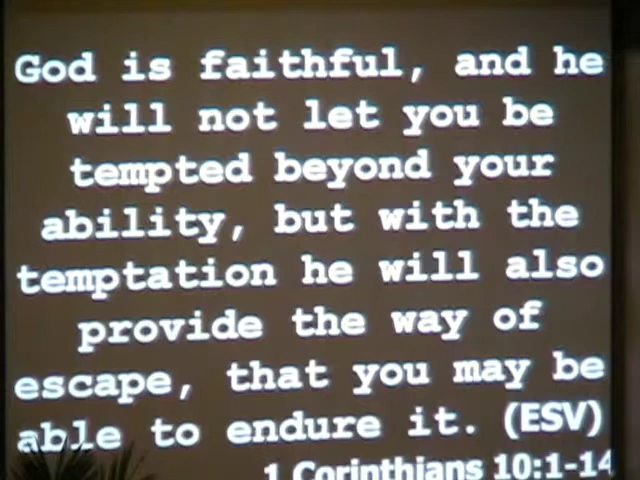 God is faithful, and he
will not let you be
tempted beyond your
ability, but with the
temptation he will also
provide the way of
escape, that you may be
able to endure it. (ESV)
1 Corinthians 10:1-14